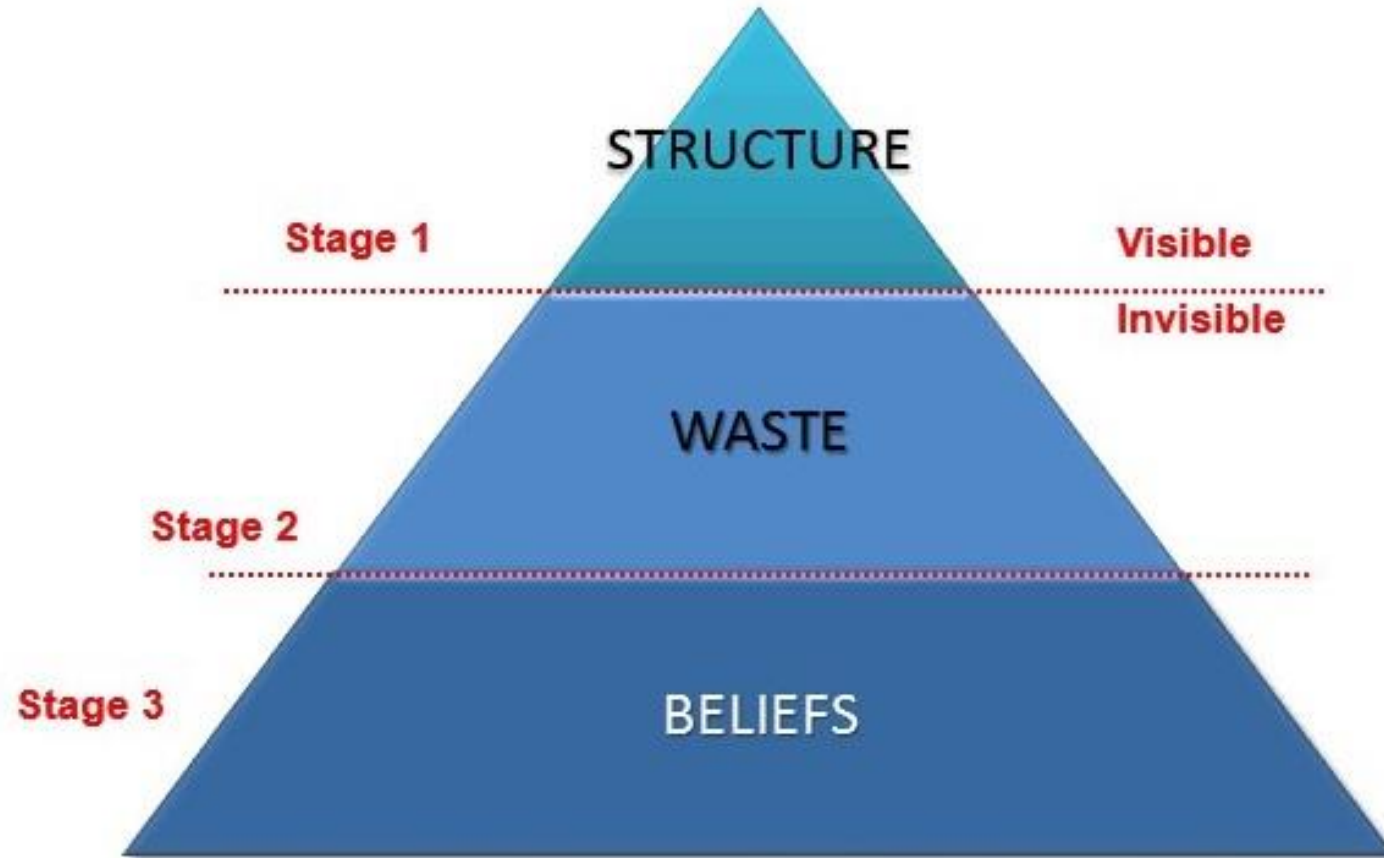 STRUCTURE
Stage 1
Visible
Invisible
WASTE
Stage 2
Stage 3
BELIEFS